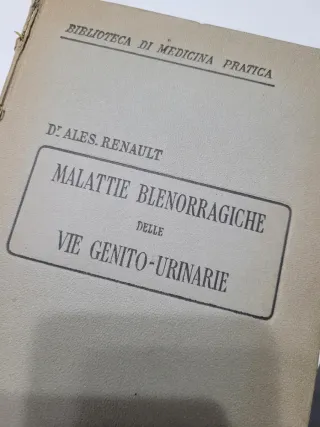 BIBLIOTECA DI MEDICINA PRATICA
Dr ALES. RENAULT
MALATTIE BLENORRAGICHE
DELLE
VIE GENITO-URINARIE